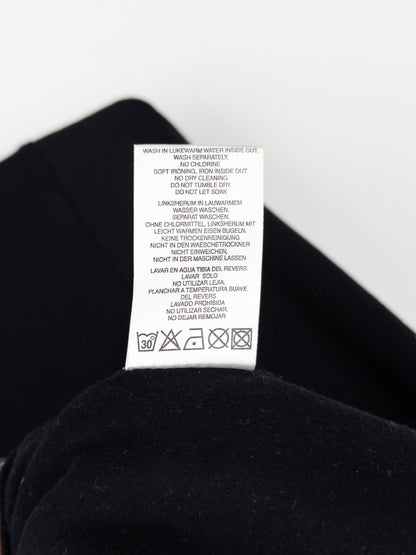 WASH IN LUKEWARM WATER INSIDE OUT,
WASH SEPARATELY.
NO CHLORINE
SOFT IRONING, IRON INSIDE OUT.
NO DRY CLEANING
DO NOT TUMBLE DRY.
DO NOT LET SOAK
LINKSHERUM IN LAUWARMEM
WASSER WASCHEN,
SEPARAT WASCHEN.
OHNE CHLORMITTEL, LINKSHERUM MIT
LEICHT WARMEN EISEN BUGELN.
KEINE TROCKENREINIGUNG
NICHT IN DEN WAESCHETROCKNER
NICHT EINWEICHEN,
NICHT IN DER MASCHINE LASSEN
LAVAR EN AQUA TIBIA DEL REVERS.
LAVAR SOLO
NO UTILIZAR LEJIA,
PLANCHAR A TEMPERATURA SUAVE
DEL REVERS
LAVADO PROHIBIDA
NO UTILIZAR SECHAR.
NO DEJAR REMOJAR
30°